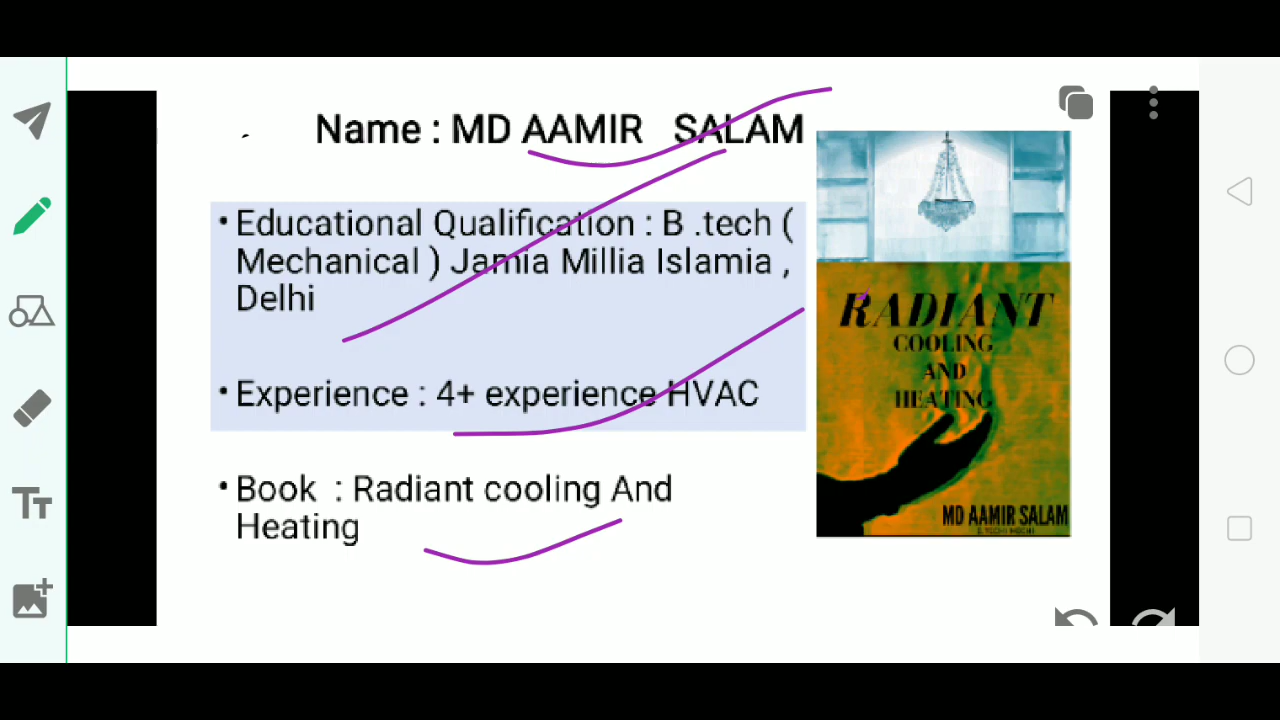 Name : MD AAMIR SALAM
• Educational Qualification : B .tech (
Mechanical ) Jamia Millia Islamia ,
Delhi
• Experience : 4+ experience HVAC
• Book : Radiant cooling And
Heating
RADIANT
COOLING
AND
HEATING
MD AAMIR SALAM
TT